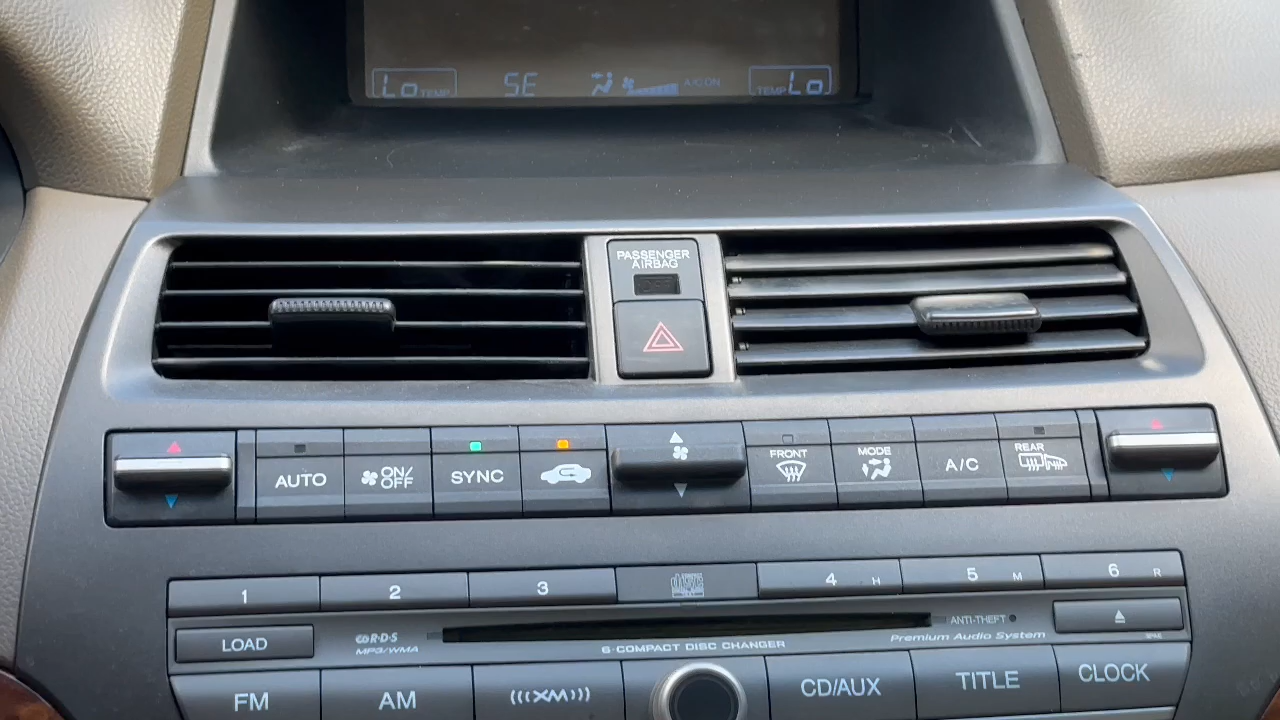 Lo TEMP SE A/C ON TEMP Lo
PASSENGER
AIRBAG
AUTO ON/OFF SYNC FRONT MODE A/C REAR
1 2 3 4 H 5 M 6 R
LOAD R·D·S ANTI-THEFT
MP3/WMA 6-COMPACT DISC CHANGER Premium Audio System
FM AM XM CD/AUX TITLE CLOCK